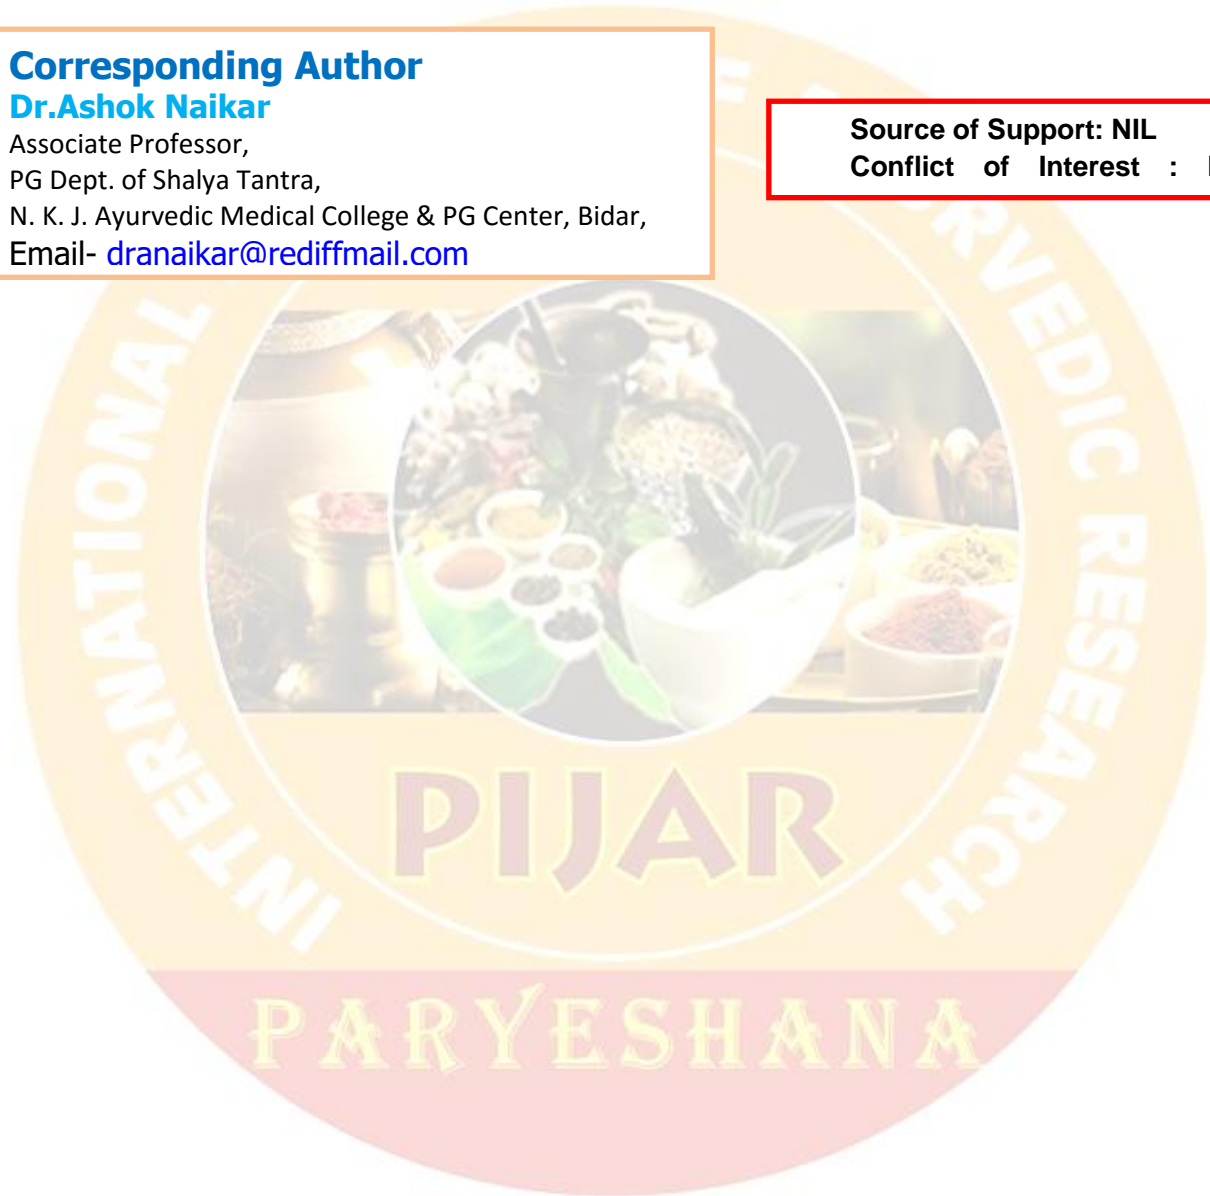 Corresponding Author
Dr.Ashok Naikar
Associate Professor,
PG Dept. of Shalya Tantra,
N. K. J. Ayurvedic Medical College & PG Center, Bidar,
Email- dranaikar@rediffmail.com
Source of Support: NIL
Conflict of Interest :
INTERNATIONAL
RESEARCH
PIJAR
PARYESHANA